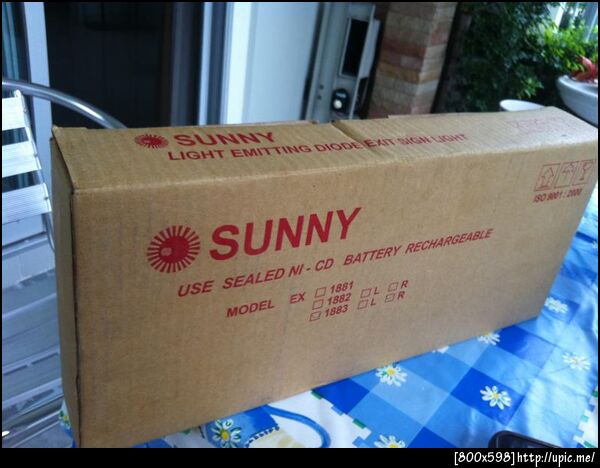 SUNNY
LIGHT EMITTING DIODE EXIT SIGN LIGHT
SUNNY
USE SEALED NI - CD BATTERY RECHARGEABLE
MODEL EX 1881
1882 L R
1883 L R
ISO 9001 : 2000
[800x598]http://upic.me/